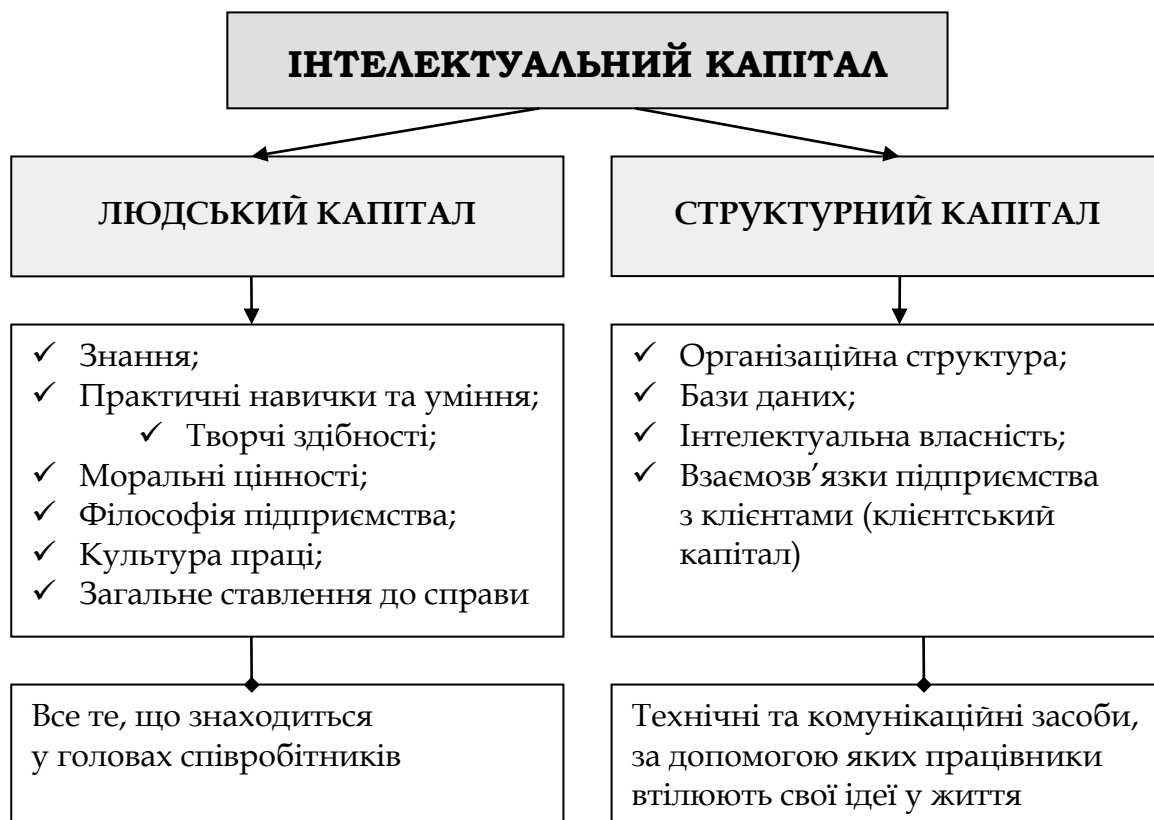 ІНТЕЛЕКТУАЛЬНИЙ КАПІТАЛ
ЛЮДСЬКИЙ КАПІТАЛ
✓ Знання;
✓ Практичні навички та уміння;
✓ Творчі здібності;
✓ Моральні цінності;
✓ Філософія підприємства;
✓ Культура праці;
✓ Загальне ставлення до справи
Все те, що знаходиться
у головах співробітників
СТРУКТУРНИЙ КАПІТАЛ
✓ Організаційна структура;
✓ Бази даних;
✓ Інтелектуальна власність;
✓ Взаємозв’язки підприємства
з клієнтами (клієнтський
капітал)
Технічні та комунікаційні засоби,
за допомогою яких працівники
втілюють свої ідеї у життя